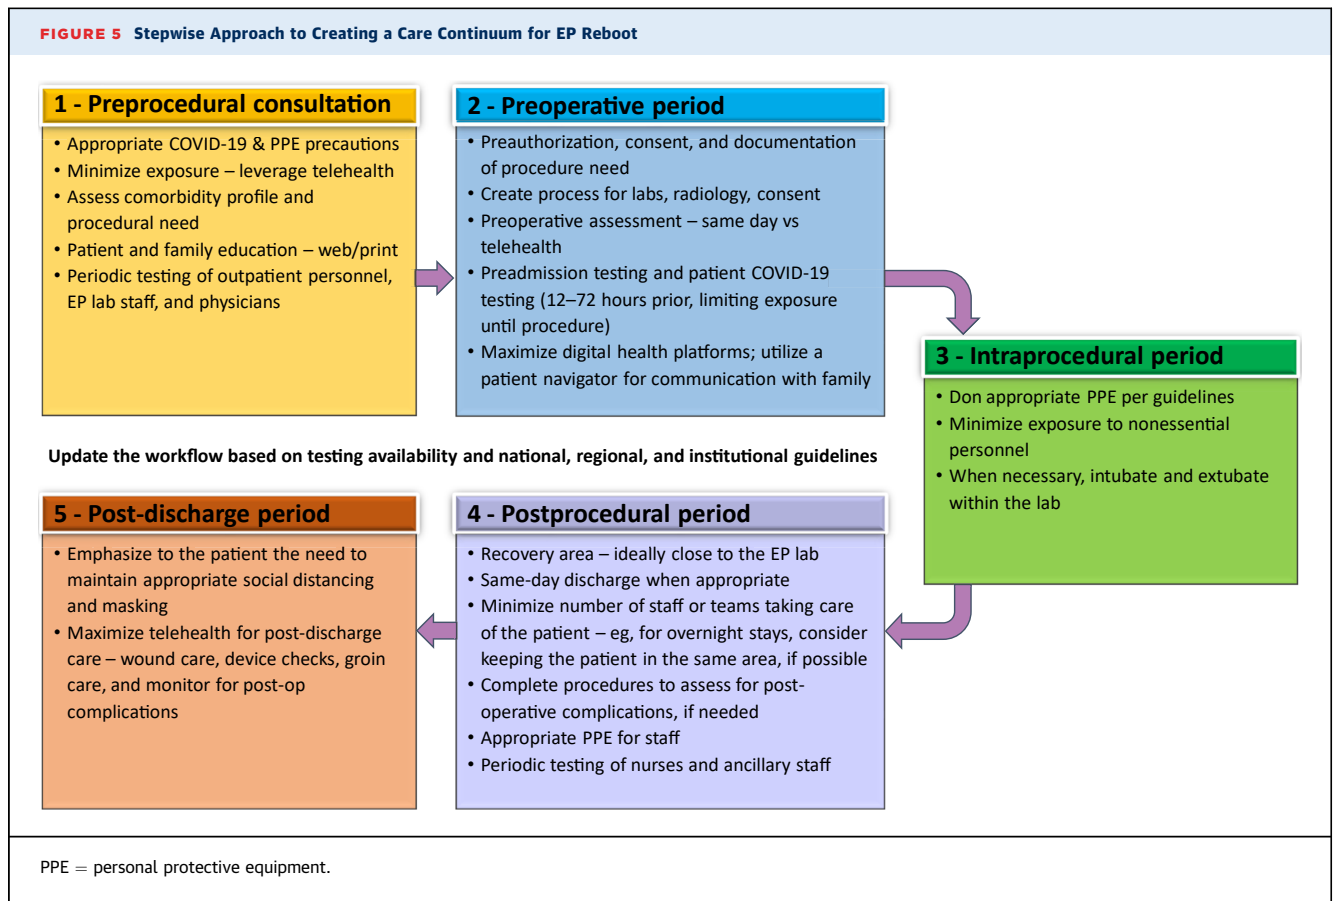 FIGURE 5 Stepwise Approach to Creating a Care Continuum for EP Reboot
1 - Preprocedural consultation
• Appropriate COVID-19 & PPE precautions
• Minimize exposure – leverage telehealth
• Assess comorbidity profile and
procedural need
• Patient and family education – web/print
• Periodic testing of outpatient personnel,
EP lab staff, and physicians
2 - Preoperative period
• Preauthorization, consent, and documentation
of procedure need
• Create process for labs, radiology, consent
• Preoperative assessment – same day vs
telehealth
• Preadmission testing and patient COVID-19
testing (12–72 hours prior, limiting exposure
until procedure)
• Maximize digital health platforms; utilize a
patient navigator for communication with family
3 - Intraprocedural period
• Don appropriate PPE per guidelines
• Minimize exposure to nonessential
personnel
• When necessary, intubate and extubate
within the lab
Update the workflow based on testing availability and national, regional, and institutional guidelines
4 - Postprocedural period
• Recovery area – ideally close to the EP lab
• Same-day discharge when appropriate
• Minimize number of staff or teams taking care
of the patient – eg, for overnight stays, consider
keeping the patient in the same area, if possible
• Complete procedures to assess for post-
operative complications, if needed
• Appropriate PPE for staff
• Periodic testing of nurses and ancillary staff
5 - Post-discharge period
• Emphasize to the patient the need to
maintain appropriate social distancing
and masking
• Maximize telehealth for post-discharge
care – wound care, device checks, groin
care, and monitor for post-op
complications
PPE = personal protective equipment.